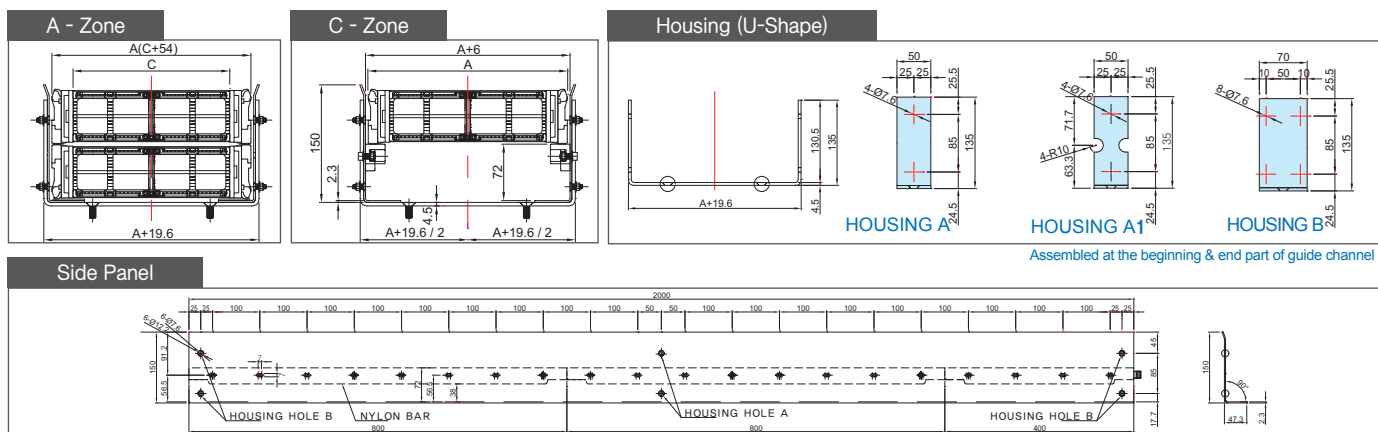 A - Zone
A(C+54)
C
A+19.6
C - Zone
A+6
A
150
2.3
72
4.5
A+19.6 / 2
A+19.6 / 2
Housing (U-Shape)
130.5
135
4.5
A+19.6
50
25 25
25.5
4-Ø7.6
85
135
24.5
HOUSING A
50
25 25
25.5
4-Ø7.6
71.7
4-R10
63.3
85
135
24.5
HOUSING A1
70
10 50 10
25.5
8-Ø7.6
85
135
24.5
HOUSING B
Assembled at the beginning & end part of guide channel
Side Panel
2000
25 25 100 100 100 100 100 100 100 100 100 50 50 100 100 100 100 100 100 100 100 100 25 25
6-Ø7.6
6-Ø12.2
150
91.2
56.5
7
7
72
56.5
38
45
85
17.7
HOUSING HOLE B
NYLON BAR
HOUSING HOLE A
HOUSING HOLE B
800
800
400
150
90°
47.3
2.3